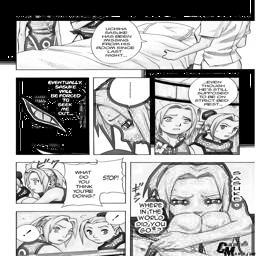 UCHIHA
SASUKE
HAS BEEN
MISSING
FROM HIS
ROOM SINCE
LAST
NIGHT...
EVENTUALLY,
SASUKE
WILL BE
FORCED TO
SEEK
ME
OUT...
...EVEN
THOUGH
HE'S STILL
SUPPOSED
TO BE ON
STRICT BED
REST...
WHAT
DO YOU
THINK
YOU'RE
DOING?
STOP!
SASUKE
WHERE
IN THE
WORLD
DID YOU
GO?